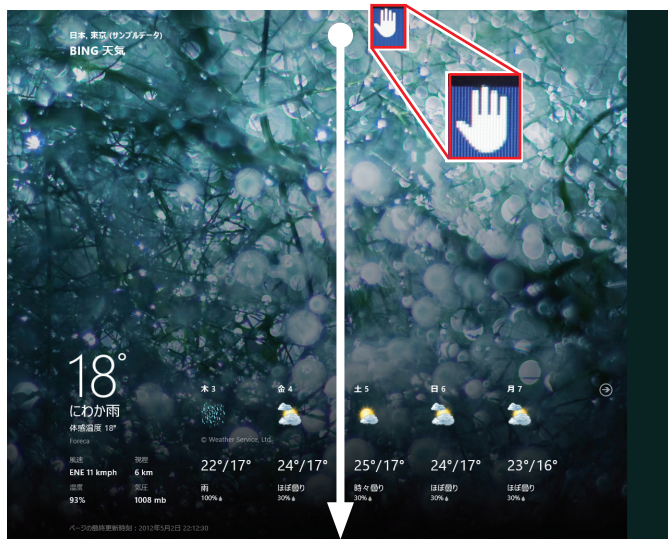 日本, 東京 (サンプルデータ)
BING 天気
18°
にわか雨
体感温度 18°
Foreca
風速 視程
ENE 11 kmph 6 km
湿度 気圧
93% 1008 mb
木 3 金 4 土 5 日 6 月 7
© Weather Service, Ltd.
22°/17° 24°/17° 25°/17° 24°/17° 23°/16°
雨 ほぼ曇り 時々曇り ほぼ曇り ほぼ曇り
100% 30% 30% 30% 30%
ページの最終更新時刻 : 2012年5月2日 22:12:30